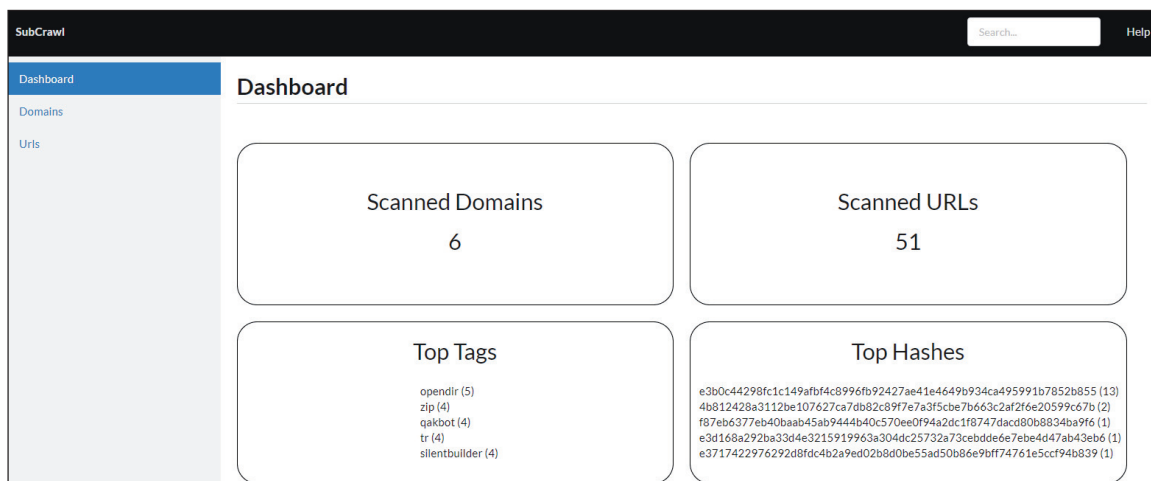 SubCrawl
Search...
Help
Dashboard
Domains
Urls
Dashboard
Scanned Domains
6
Scanned URLs
51
Top Tags
opendir (5)
zip (4)
qakbot (4)
tr (4)
silentbuilder (4)
Top Hashes
e3b0c44298fc1c149afbf4c8996fb92427ae41e4649b934ca495991b7852b855 (13)
4b812428a3112be107627ca7db82c89f7e7a3f5cbe7b663c2af2f6e20599c67b (2)
f87eb6377eb40baab45ab9444b40c570ee0f94a2dc1f8747dacd80b8834ba9f6 (1)
e3d168a292ba33d4e3215919963a304dc25732a73cebdde6e7ebe4d47ab43eb6 (1)
e3717422976292d8fdc4b2a9ed02b8d0be55ad50b86e9bff74761e5ccf94b839 (1)